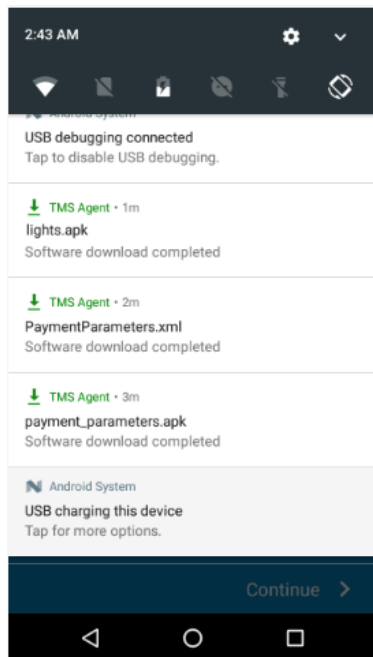 2:43 AM
Android System
USB debugging connected
Tap to disable USB debugging.
TMS Agent • 1m
lights.apk
Software download completed
TMS Agent • 2m
PaymentParameters.xml
Software download completed
TMS Agent • 3m
payment_parameters.apk
Software download completed
Android System
USB charging this device
Tap for more options.
Continue